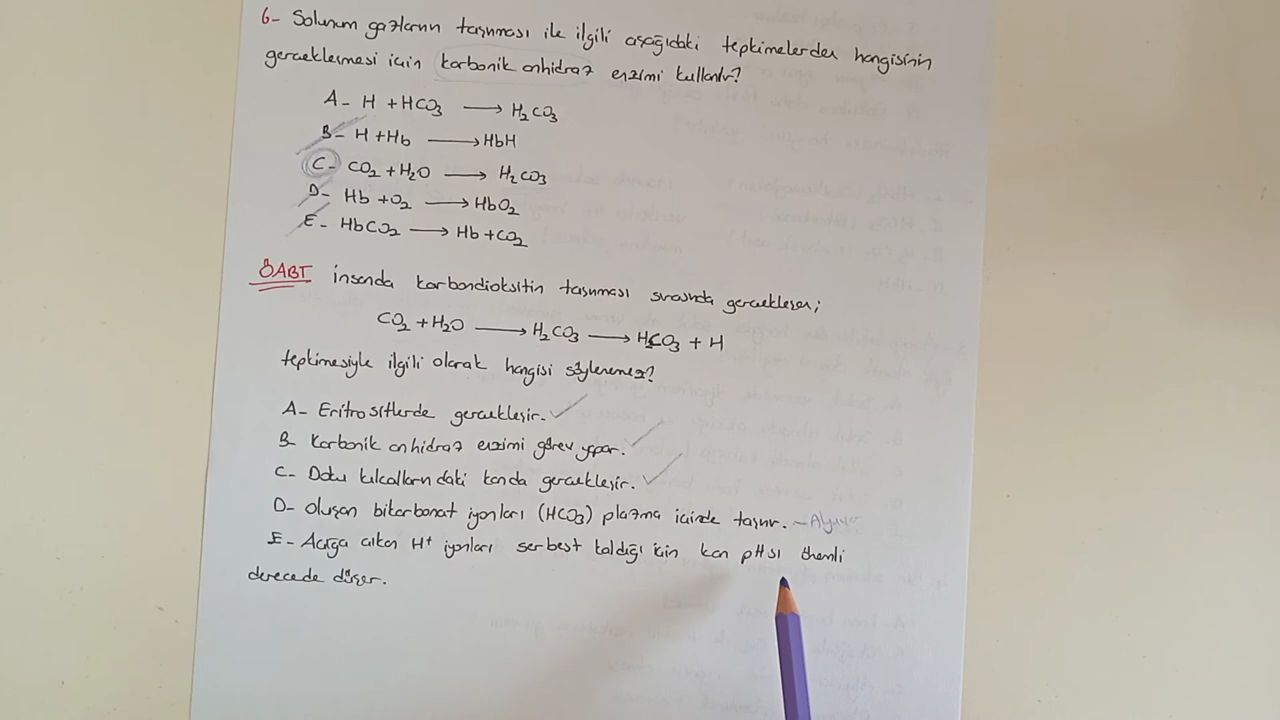 6- Solunum gazlarının taşınması ile ilgili aşağıdaki tepkimelerden hangisinin
gerçekleşmesi için karbonik anhidraz enzimi kullanılır?
A- H + HCO3 → H2CO3
B- H + Hb → HbH
C- CO2 + H2O → H2CO3
D- Hb + O2 → HbO2
E- HbCO2 → Hb + CO2
ÖABT İnsanda karbondioksitin taşınması sırasında gerçekleşen;
CO2 + H2O → H2CO3 → HCO3 + H
tepkimesiyle ilgili olarak hangisi söylenemez?
A- Eritrositlerde gerçekleşir.
B- Karbonik anhidraz enzimi görev yapar.
C- Doku kılcallarındaki kanda gerçekleşir.
D- Oluşan bikarbonat iyonları (HCO3) plazma içinde taşınır.
E- Açığa çıkan H+ iyonları serbest kaldığı için kan pH'sı önemli
derecede düşer.